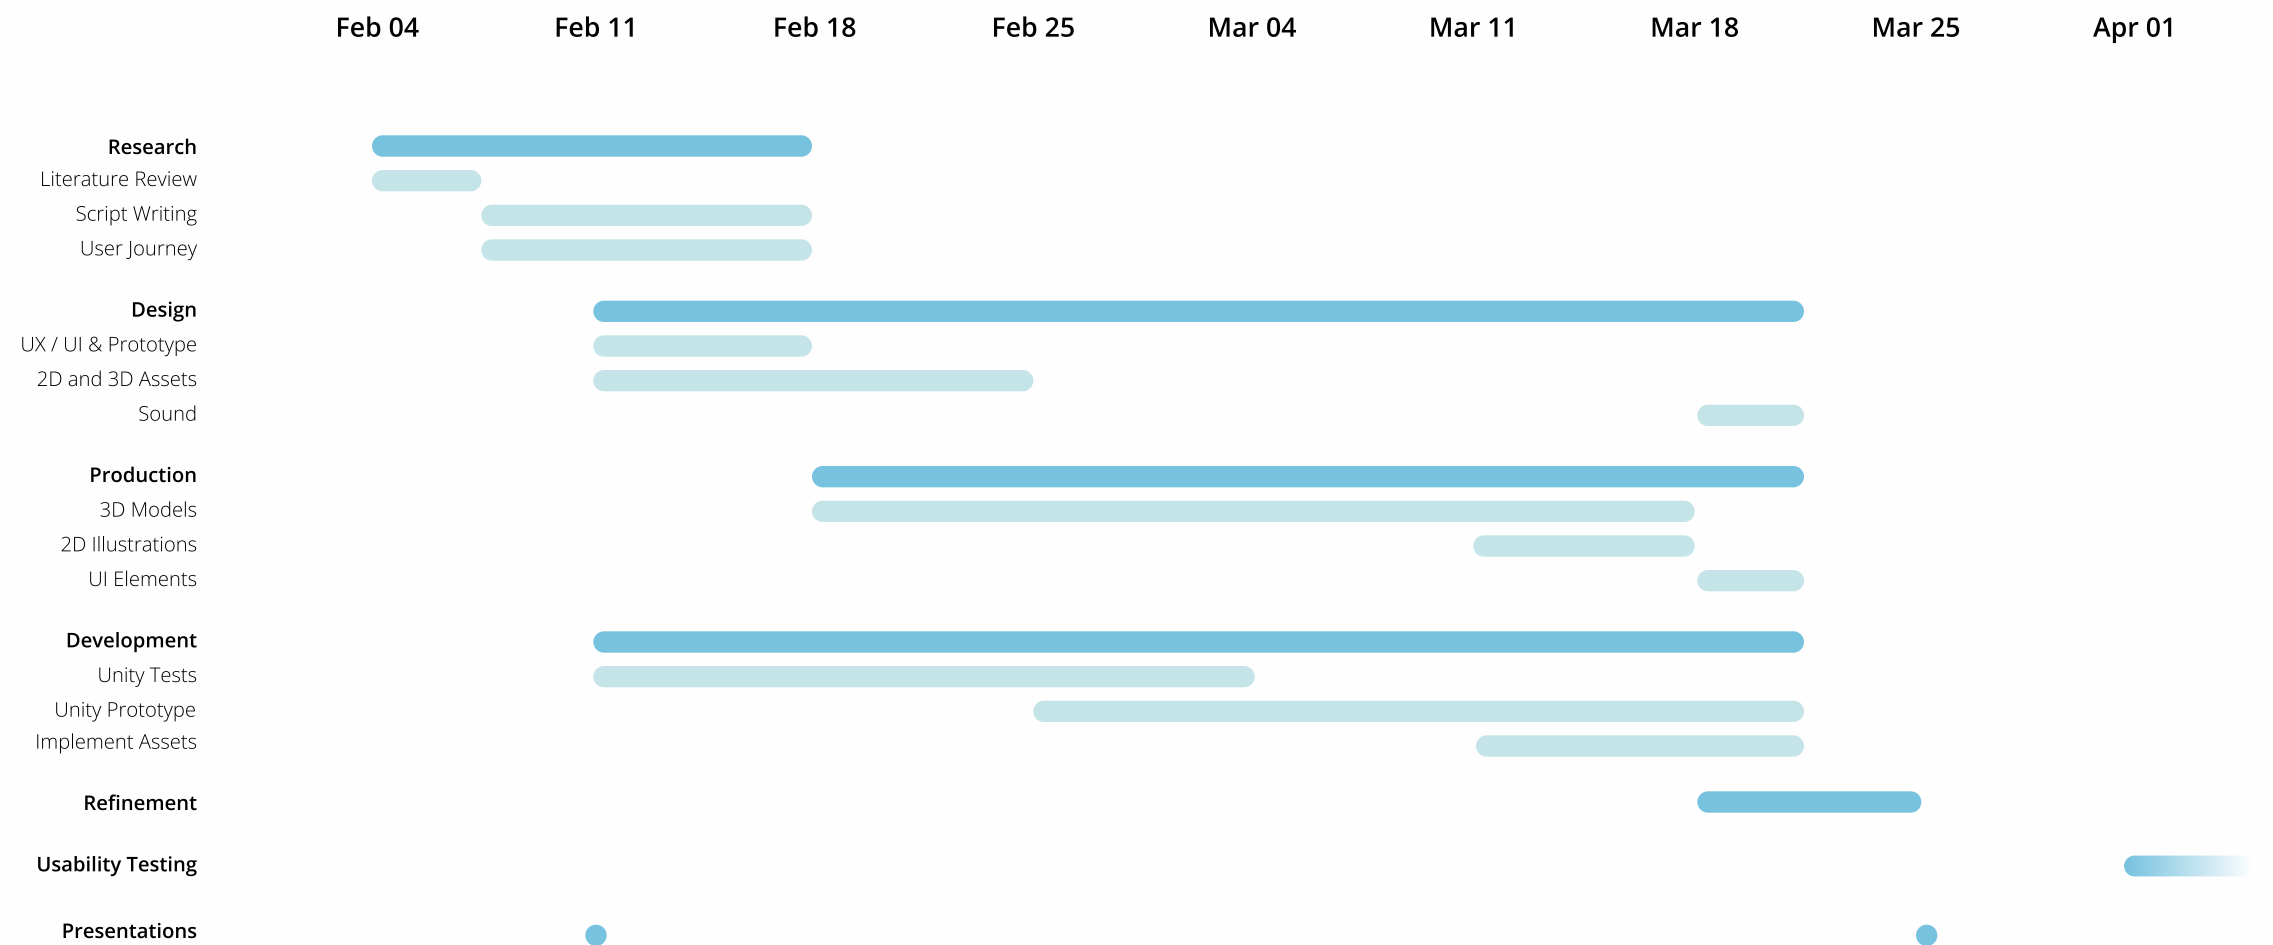 Feb 04 Feb 11 Feb 18 Feb 25 Mar 04 Mar 11 Mar 18 Mar 25 Apr 01
Research
Literature Review
Script Writing
User Journey
Design
UX / UI & Prototype
2D and 3D Assets
Sound
Production
3D Models
2D Illustrations
UI Elements
Development
Unity Tests
Unity Prototype
Implement Assets
Refinement
Usability Testing
Presentations